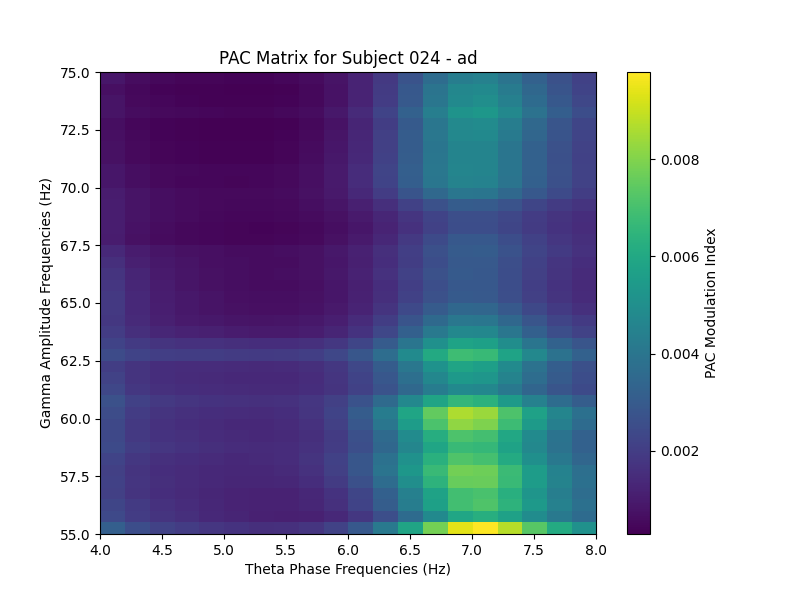 PAC Matrix for Subject 024 - ad
75.0
72.5
70.0
67.5
65.0
62.5
60.0
57.5
55.0
Gamma Amplitude Frequencies (Hz)
4.0 4.5 5.0 5.5 6.0 6.5 7.0 7.5 8.0
Theta Phase Frequencies (Hz)
0.008
0.006
0.004
0.002
PAC Modulation Index